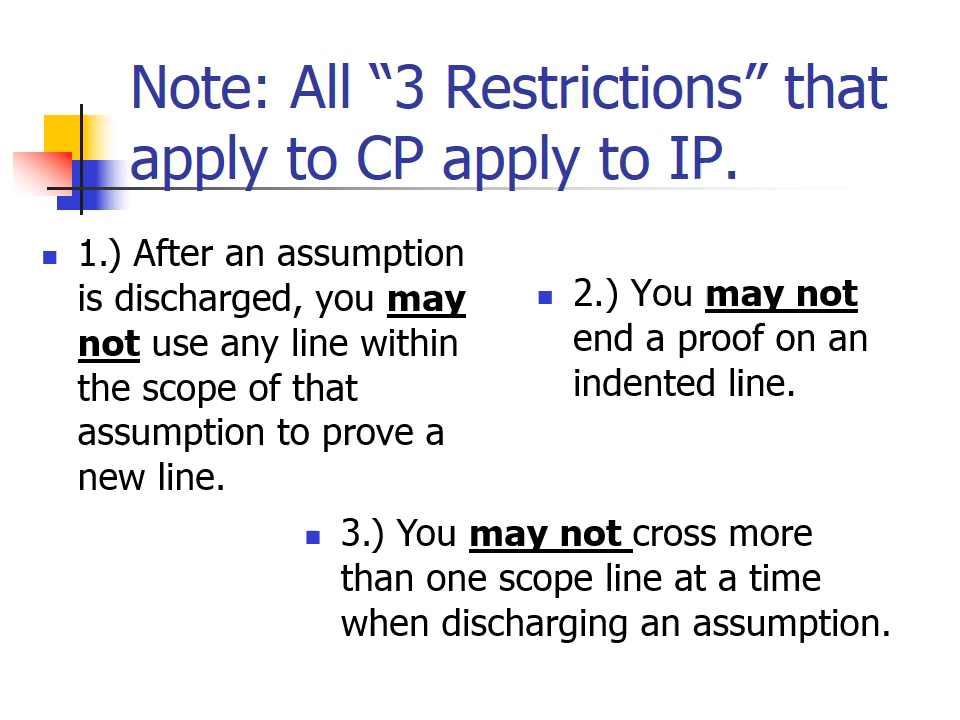 Note: All “3 Restrictions” that
apply to CP apply to IP.
1.) After an assumption
is discharged, you may
not use any line within
the scope of that
assumption to prove a
new line.
2.) You may not
end a proof on an
indented line.
3.) You may not cross more
than one scope line at a time
when discharging an assumption.